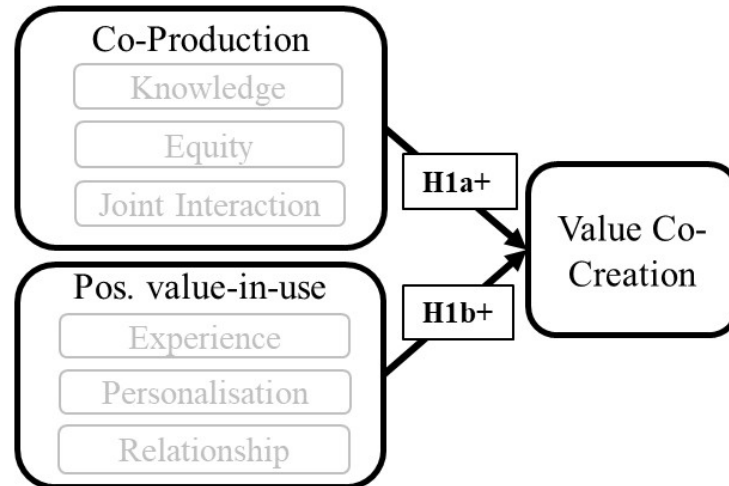 Co-Production
Knowledge
Equity
Joint Interaction
H1a+
Pos. value-in-use
Experience
Personalisation
Relationship
H1b+
Value Co-
Creation